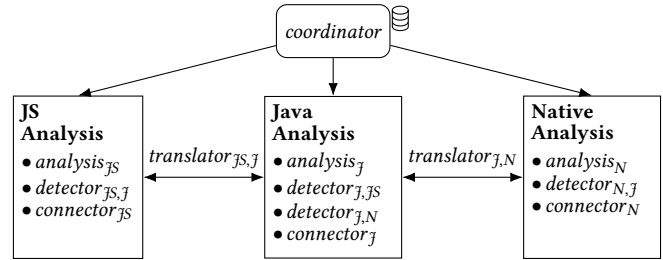 coordinator
JS
Analysis
• analysis_JS
• detector_JS,J
• connector_JS
translator_JS,J
Java
Analysis
• analysis_J
• detector_J,JS
• detector_J,N
• connector_J
translator_J,N
Native
Analysis
• analysis_N
• detector_N,J
• connector_N